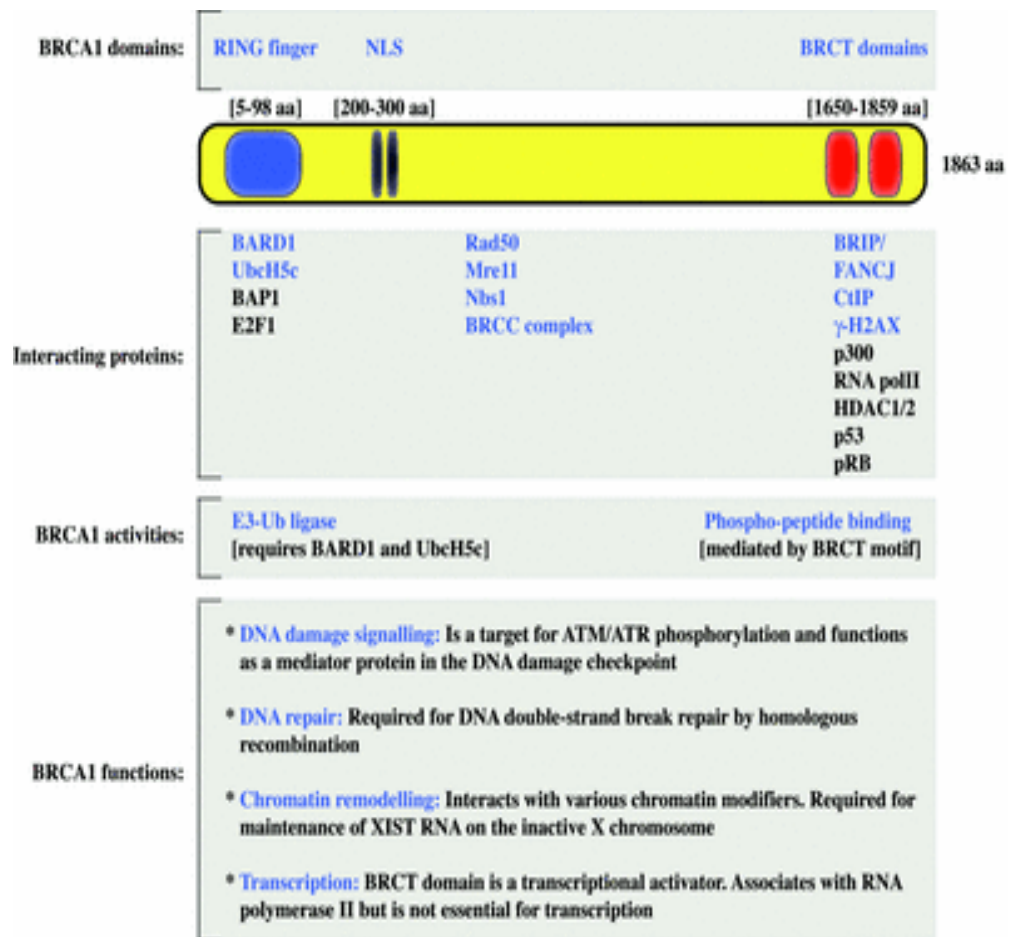 BRCA1 domains: RING finger NLS BRCT domains
[5-98 aa] [200-300 aa] [1650-1859 aa]
1863 aa
Interacting proteins:
BARD1 Rad50 BRIP/
UbcH5c Mre11 FANCJ
BAP1 Nbs1 CtIP
E2F1 BRCC complex γ-H2AX
p300
RNA polII
HDAC1/2
p53
pRB
BRCA1 activities:
E3-Ub ligase Phospho-peptide binding
[requires BARD1 and UbcH5c] [mediated by BRCT motif]
BRCA1 functions:
* DNA damage signalling: Is a target for ATM/ATR phosphorylation and functions
as a mediator protein in the DNA damage checkpoint
* DNA repair: Required for DNA double-strand break repair by homologous
recombination
* Chromatin remodelling: Interacts with various chromatin modifiers. Required for
maintenance of XIST RNA on the inactive X chromosome
* Transcription: BRCT domain is a transcriptional activator. Associates with RNA
polymerase II but is not essential for transcription